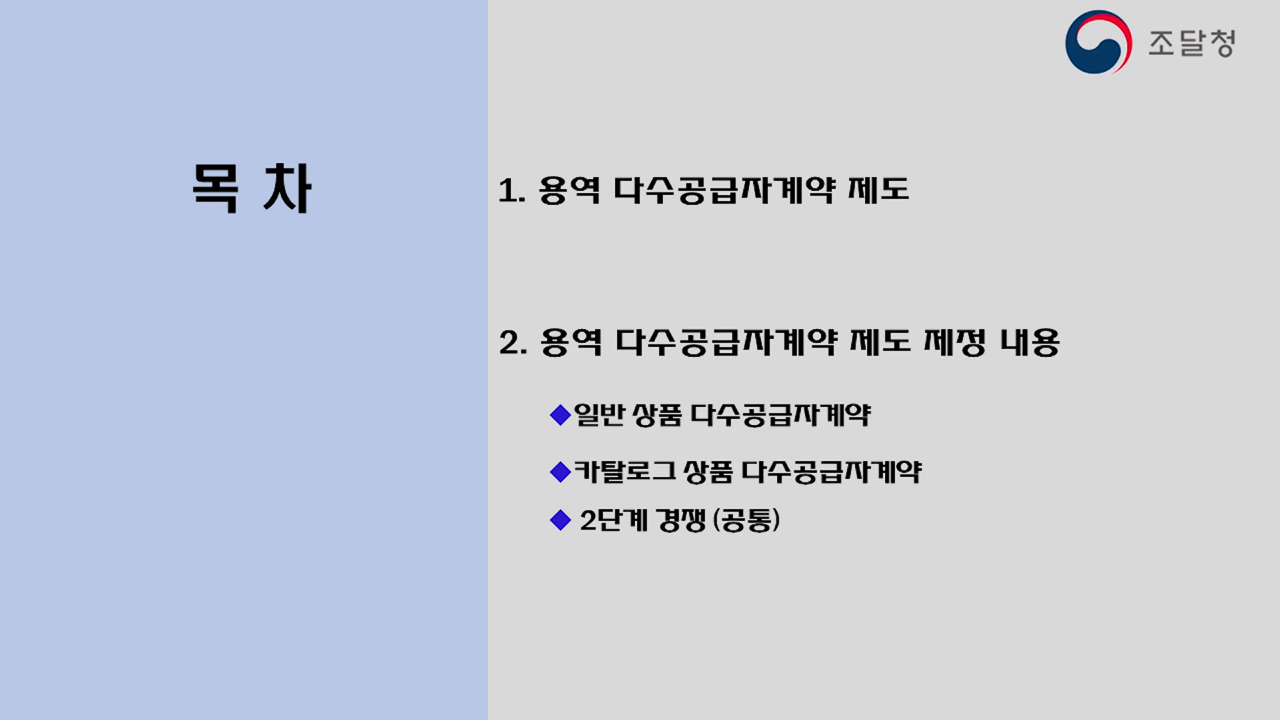 조달청
목 차
1. 용역 다수공급자계약 제도
2. 용역 다수공급자계약 제도 제정 내용
◆일반 상품 다수공급자계약
◆카탈로그 상품 다수공급자계약
◆ 2단계 경쟁 (공통)